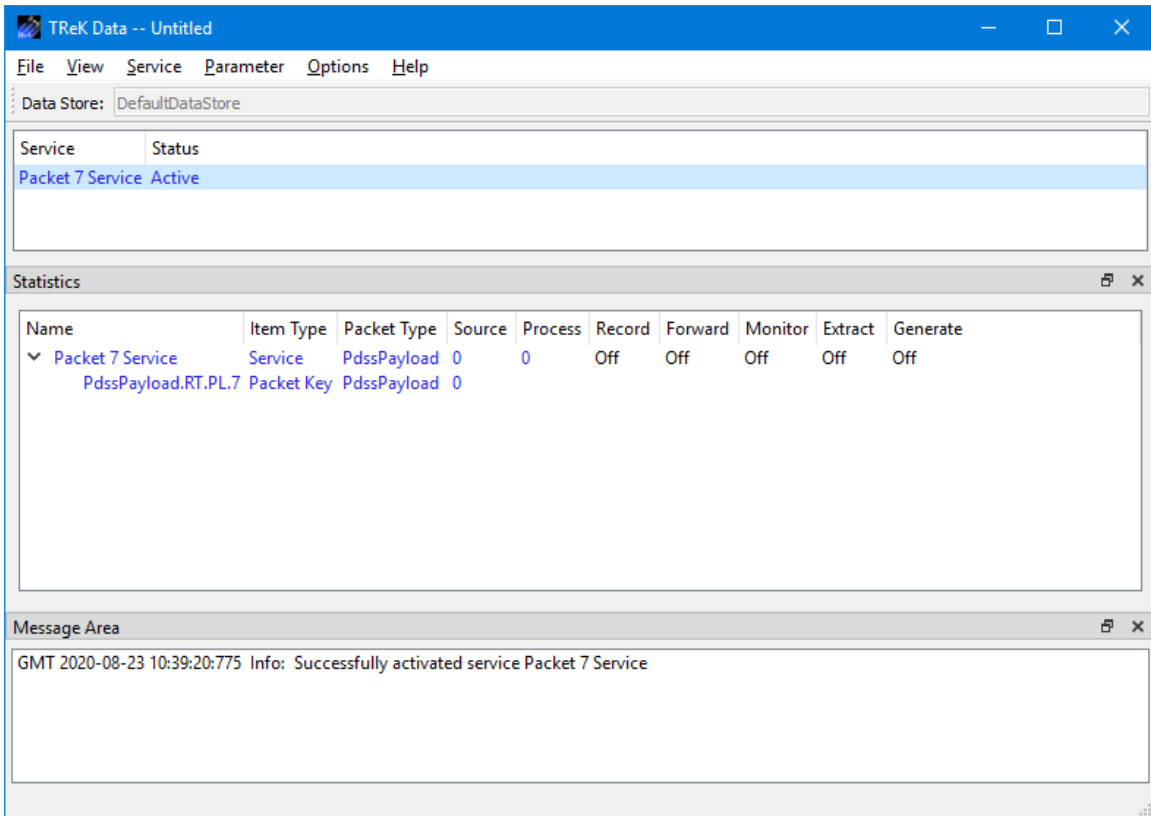 TReK Data -- Untitled
File View Service Parameter Options Help
Data Store: DefaultDataStore
Service Status
Packet 7 Service Active
Statistics
Name Item Type Packet Type Source Process Record Forward Monitor Extract Generate
Packet 7 Service Service PdssPayload 0 0 Off Off Off Off Off
PdssPayload.RT.PL.7 Packet Key PdssPayload 0
Message Area
GMT 2020-08-23 10:39:20:775 Info: Successfully activated service Packet 7 Service